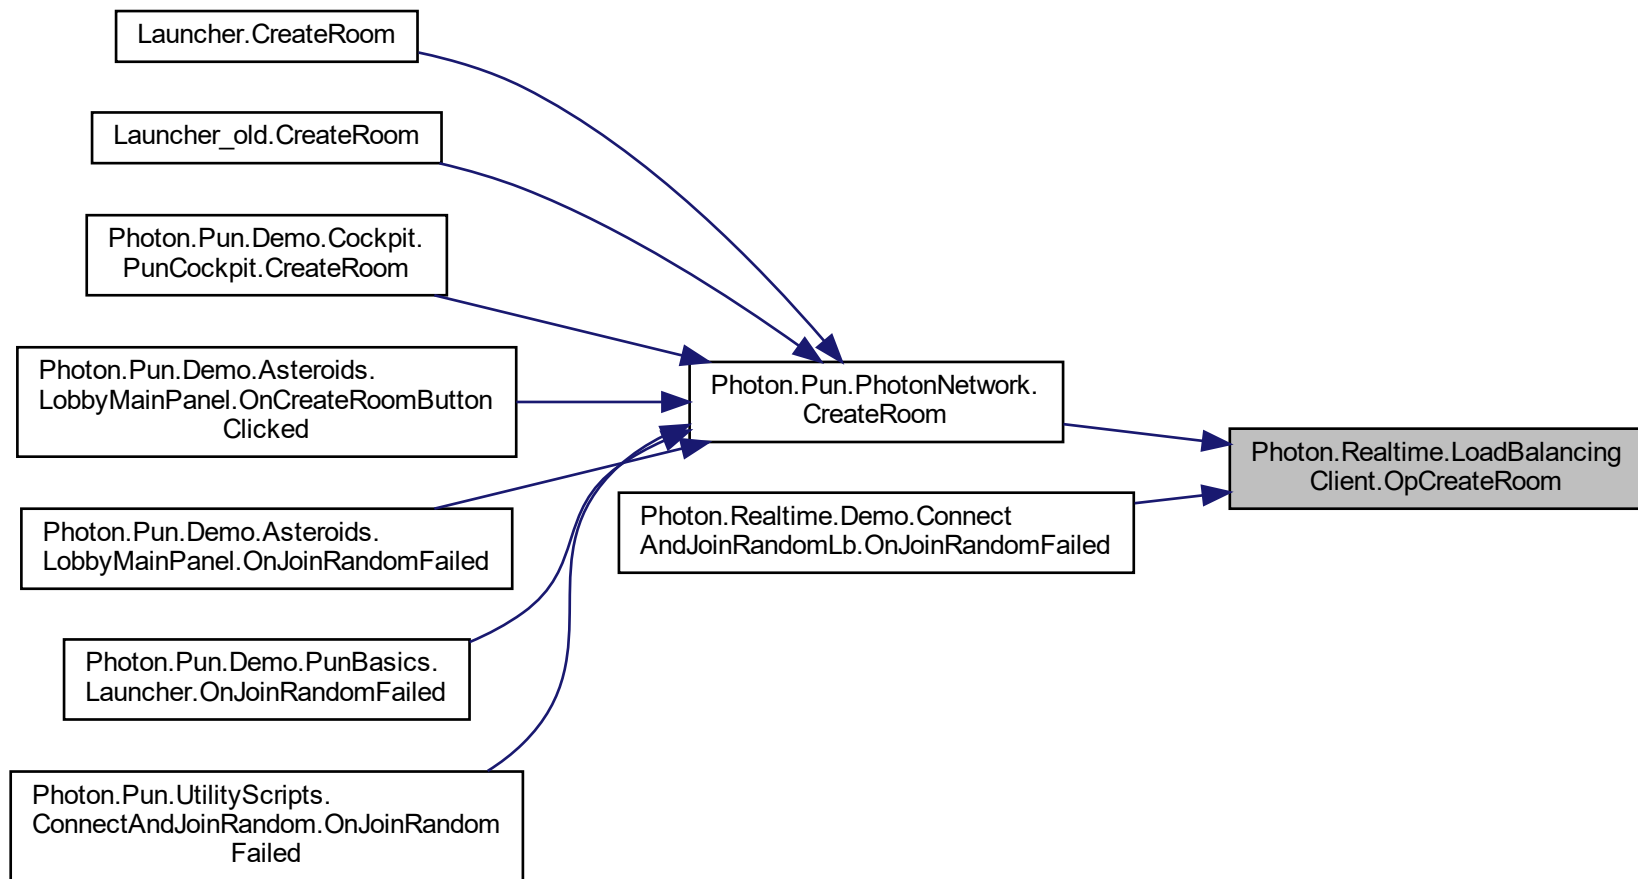 Launcher.CreateRoom
Launcher_old.CreateRoom
Photon.Pun.Demo.Cockpit.
PunCockpit.CreateRoom
Photon.Pun.Demo.Asteroids.
LobbyMainPanel.OnCreateRoomButton
Clicked
Photon.Pun.Demo.Asteroids.
LobbyMainPanel.OnJoinRandomFailed
Photon.Pun.Demo.PunBasics.
Launcher.OnJoinRandomFailed
Photon.Pun.UtilityScripts.
ConnectAndJoinRandom.OnJoinRandom
Failed
Photon.Pun.PhotonNetwork.
CreateRoom
Photon.Realtime.Demo.Connect
AndJoinRandomLb.OnJoinRandomFailed
Photon.Realtime.LoadBalancing
Client.OpCreateRoom